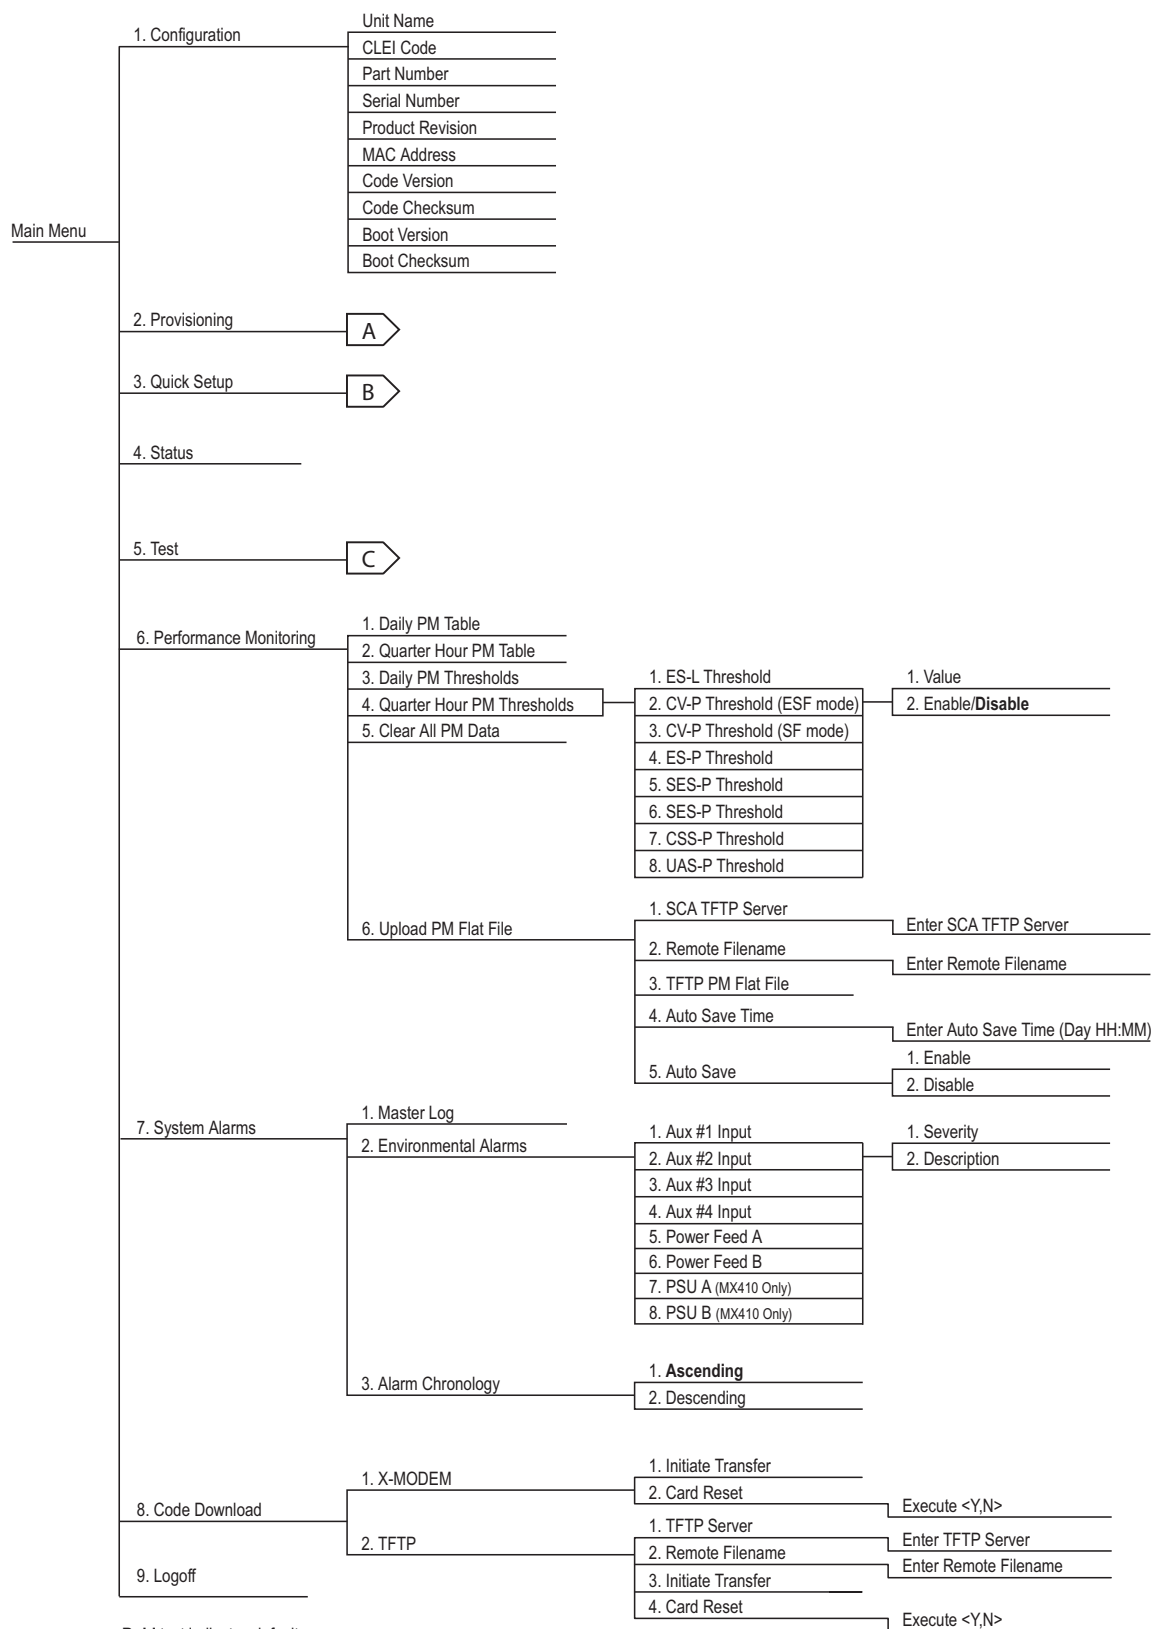 Main Menu
1. Configuration
Unit Name
CLEI Code
Part Number
Serial Number
Product Revision
MAC Address
Code Version
Code Checksum
Boot Version
Boot Checksum
2. Provisioning
A
3. Quick Setup
B
4. Status
5. Test
C
6. Performance Monitoring
1. Daily PM Table
2. Quarter Hour PM Table
3. Daily PM Thresholds
4. Quarter Hour PM Thresholds
5. Clear All PM Data
1. ES-L Threshold
2. CV-P Threshold (ESF mode)
3. CV-P Threshold (SF mode)
4. ES-P Threshold
5. SES-P Threshold
6. SES-P Threshold
7. CSS-P Threshold
8. UAS-P Threshold
1. Value
2. Enable/Disable
6. Upload PM Flat File
1. SCA TFTP Server
Enter SCA TFTP Server
2. Remote Filename
Enter Remote Filename
3. TFTP PM Flat File
4. Auto Save Time
Enter Auto Save Time (Day HH:MM)
5. Auto Save
1. Enable
2. Disable
7. System Alarms
1. Master Log
2. Environmental Alarms
1. Aux #1 Input
2. Aux #2 Input
3. Aux #3 Input
4. Aux #4 Input
5. Power Feed A
6. Power Feed B
7. PSU A (MX410 Only)
8. PSU B (MX410 Only)
1. Severity
2. Description
3. Alarm Chronology
1. Ascending
2. Descending
8. Code Download
1. X-MODEM
1. Initiate Transfer
2. Card Reset
Execute <Y,N>
2. TFTP
1. TFTP Server
Enter TFTP Server
2. Remote Filename
Enter Remote Filename
3. Initiate Transfer
4. Card Reset
Execute <Y,N>
9. Logoff